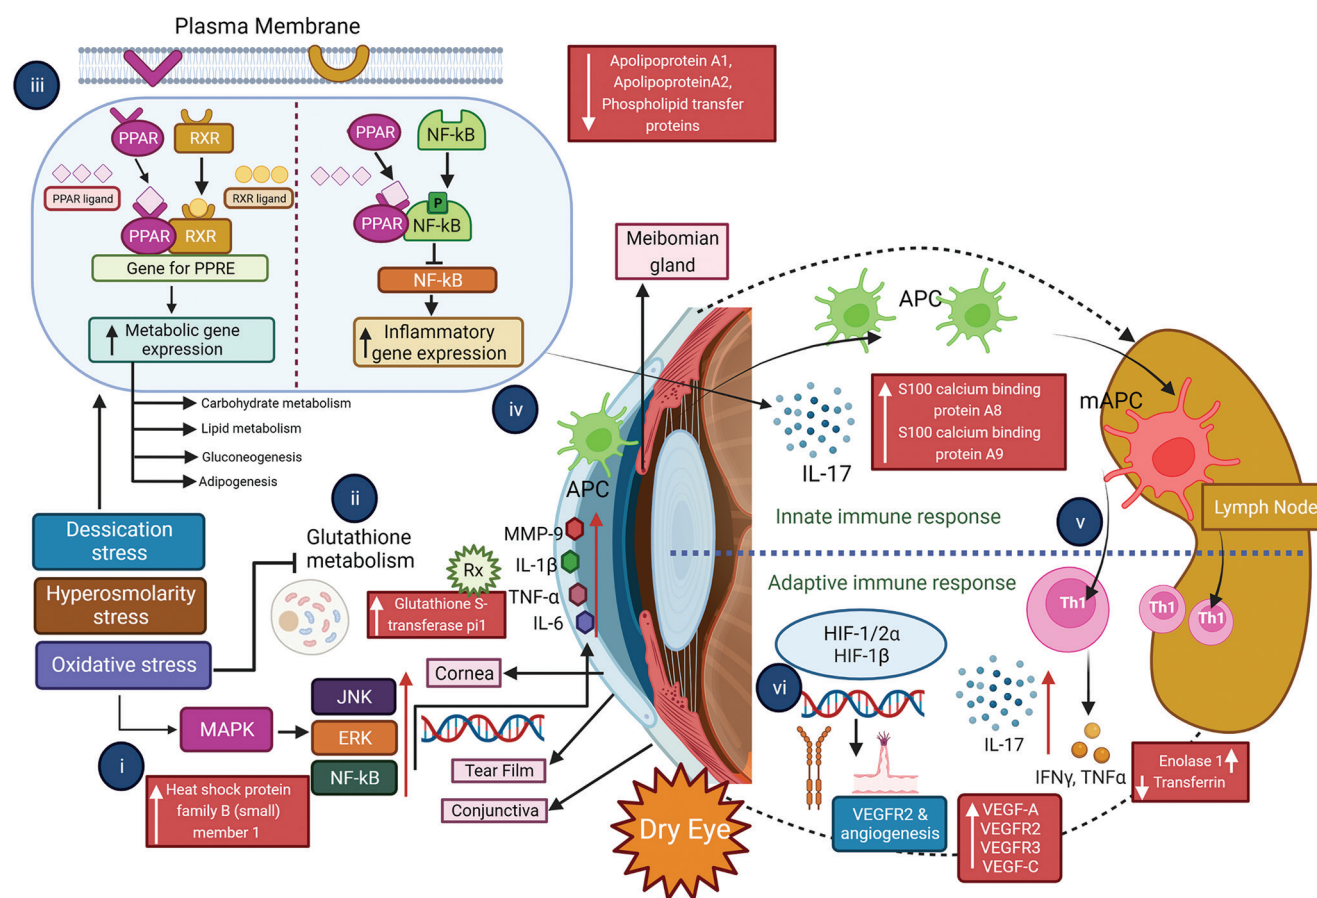 Plasma Membrane
iii
PPAR
RXR
PPAR ligand
RXR ligand
PPAR
RXR
Gene for PPRE
Metabolic gene
expression
PPAR
NF-kB
P
PPAR
NF-kB
NF-kB
Inflammatory
gene expression
Carbohydrate metabolism
Lipid metabolism
Gluconeogenesis
Adipogenesis
Apolipoprotein A1,
ApolipoproteinA2,
Phospholipid transfer
proteins
Meibomian
gland
iv
APC
MMP-9
IL-1β
TNF-α
IL-6
Dessication
stress
Hyperosmolarity
stress
Oxidative stress
ii
Glutathione
metabolism
Rx
Glutathione S-
transferase pi1
MAPK
JNK
ERK
NF-kB
i
Heat shock protein
family B (small)
member 1
Cornea
Tear Film
Conjunctiva
Dry Eye
APC
IL-17
S100 calcium binding
protein A8
S100 calcium binding
protein A9
mAPC
Lymph Node
v
Innate immune response
Adaptive immune response
Th1
Th1
Th1
HIF-1/2α
HIF-1β
vi
IL-17
IFNγ, TNFα
VEGFR2 &
angiogenesis
VEGF-A
VEGFR2
VEGFR3
VEGF-C
Enolase 1
Transferrin